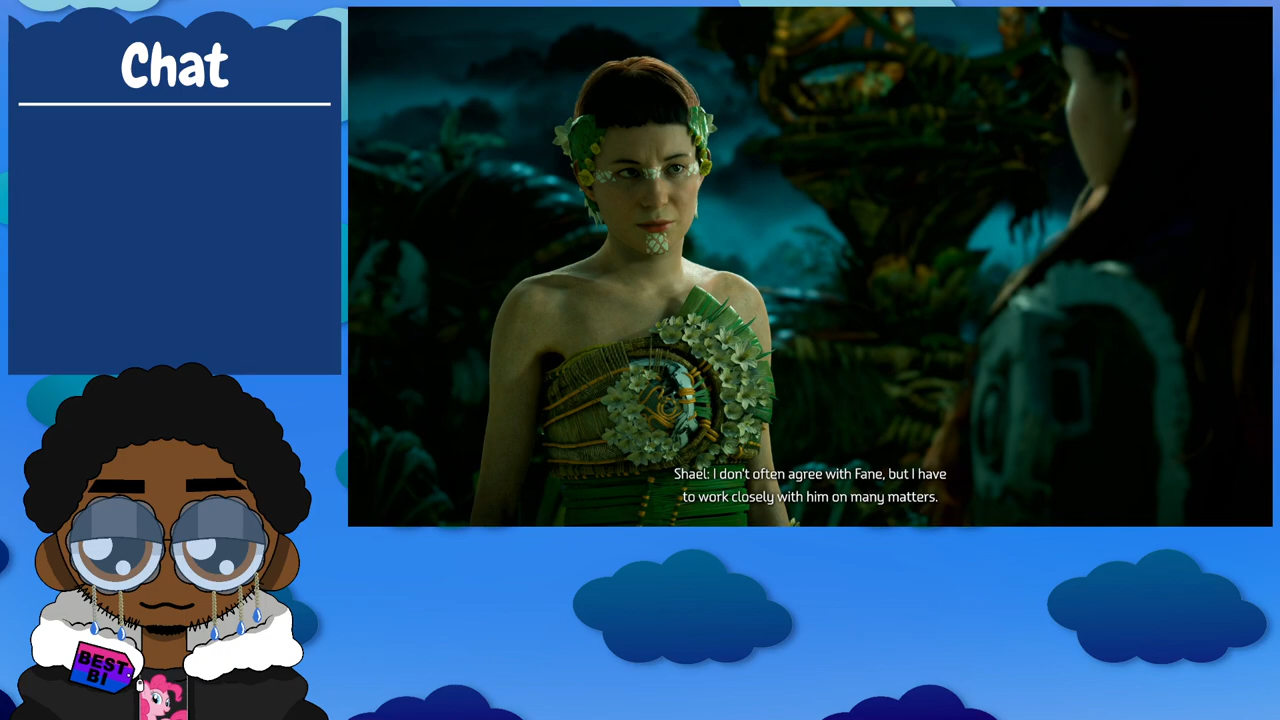 Chat
Shael: I don't often agree with Fane, but I have
to work closely with him on many matters.
BEST
BI